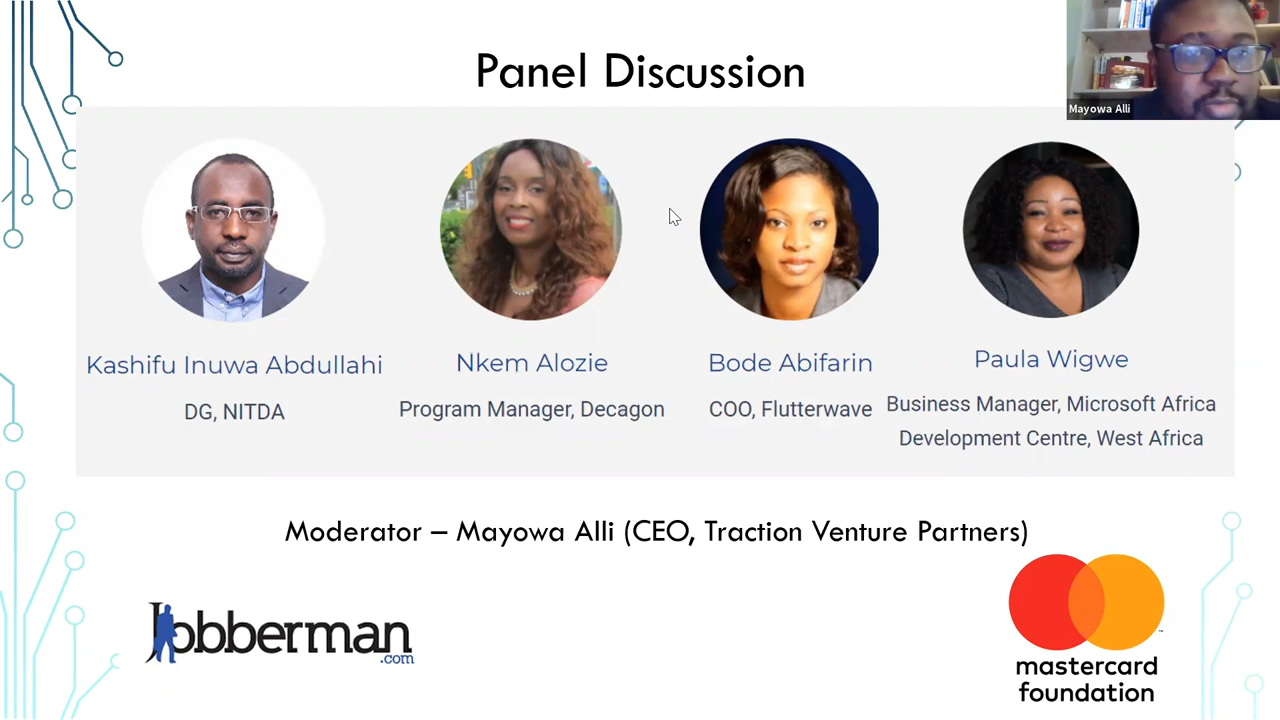 Panel Discussion
Mayowa Alli
Kashifu Inuwa Abdullahi
DG, NITDA
Nkem Alozie
Program Manager, Decagon
Bode Abifarin
COO, Flutterwave
Paula Wigwe
Business Manager, Microsoft Africa
Development Centre, West Africa
Moderator – Mayowa Alli (CEO, Traction Venture Partners)
Jobberman
.com
mastercard
foundation